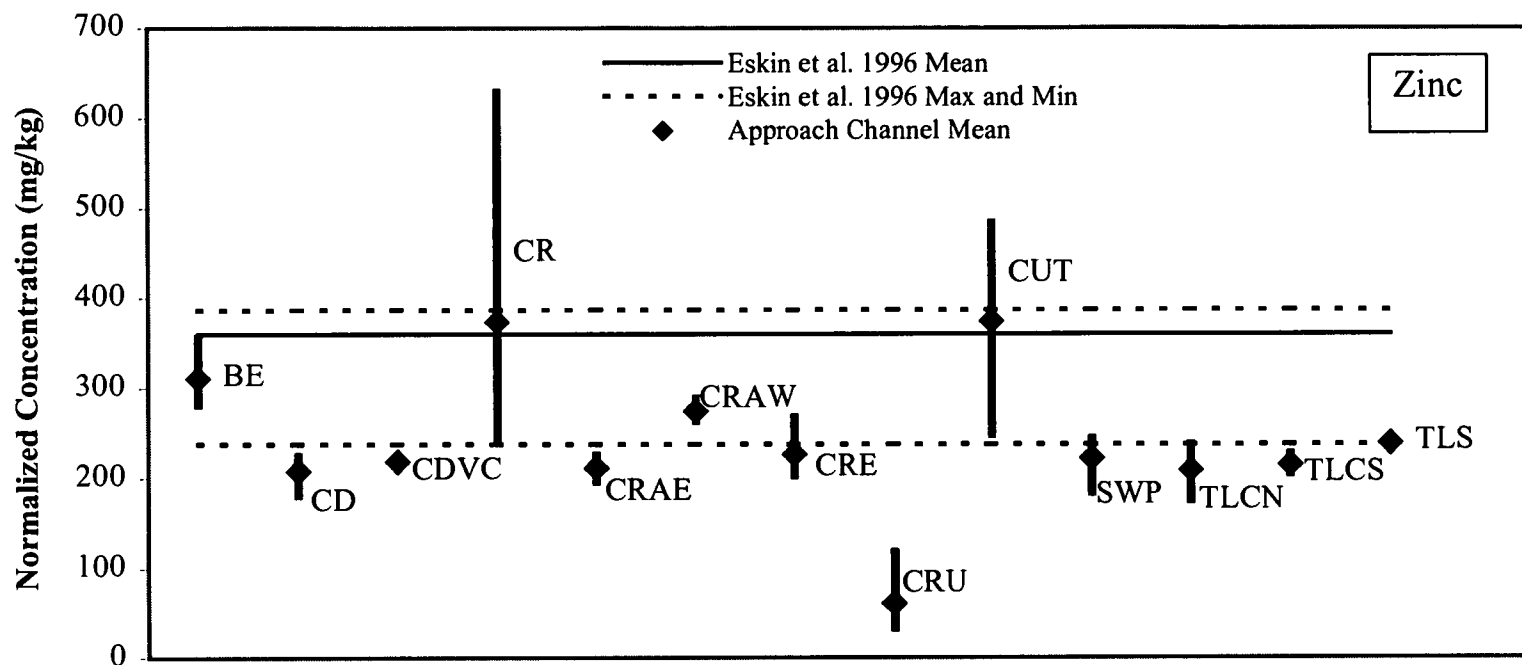 700
600
500
400
300
200
100
0
Normalized Concentration (mg/kg)
Eskin et al. 1996 Mean
Eskin et al. 1996 Max and Min
Approach Channel Mean
Zinc
BE
CD
CDVC
CR
CRAE
CRAW
CRE
CRU
CUT
SWP
TLCN
TLCS
TLS